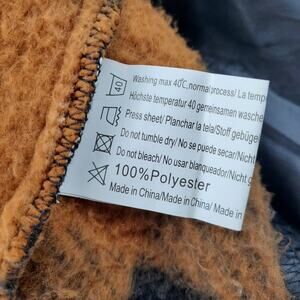 40
Washing max 40℃,normal process/ La temp
Höchste temperatur 40 gemeinsamen wasche
Press sheet/ Planchar la tela/Stoff gebügel
Do not tumble dry/ No se puede secar/Nicht
Do not bleach/ No usar blanqueador/Nicht
100%Polyester
Made in China/Made in China/Made in